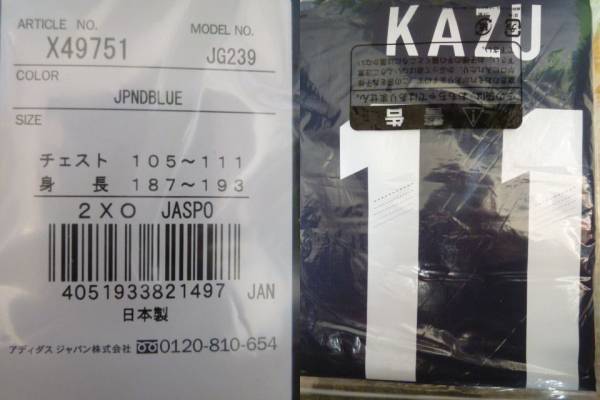 ARTICLE NO.
MODEL NO.
X49751
JG239
COLOR
JPNDBLUE
SIZE
チェスト 105〜111
身 長 187〜193
2XO JASPO
4051933821497 JAN
日本製
アディダス ジャパン株式会社 0120-810-654
KAZU
警告
11